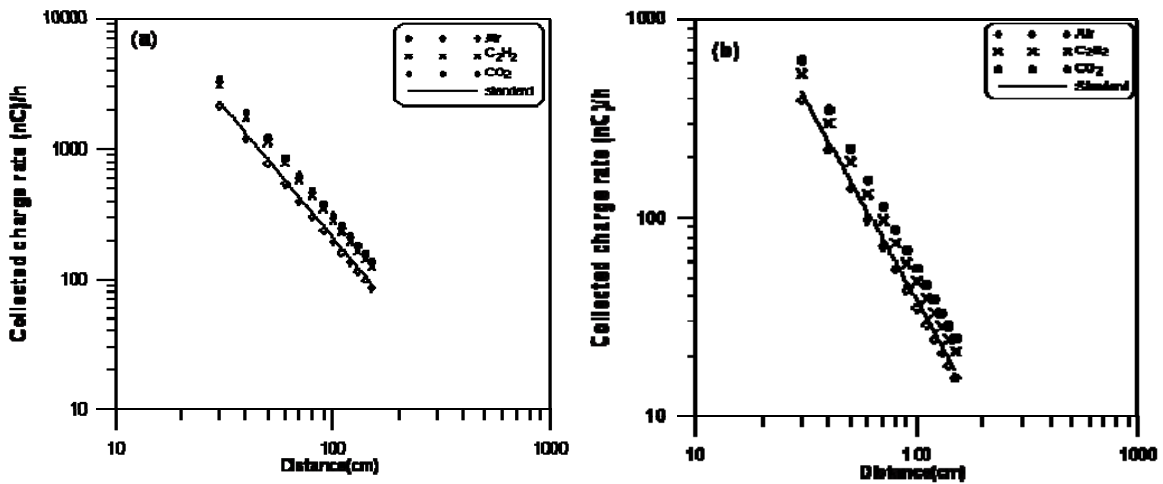 (a)
Collected charge rate (nC)/h
10000
1000
100
10
10
100
1000
Distance(cm)
Air
C₂H₂
CO₂
standard
(b)
Collected charge rate (nC)/h
1000
100
10
10
100
1000
Distance(cm)
Air
C₂H₂
CO₂
Standard